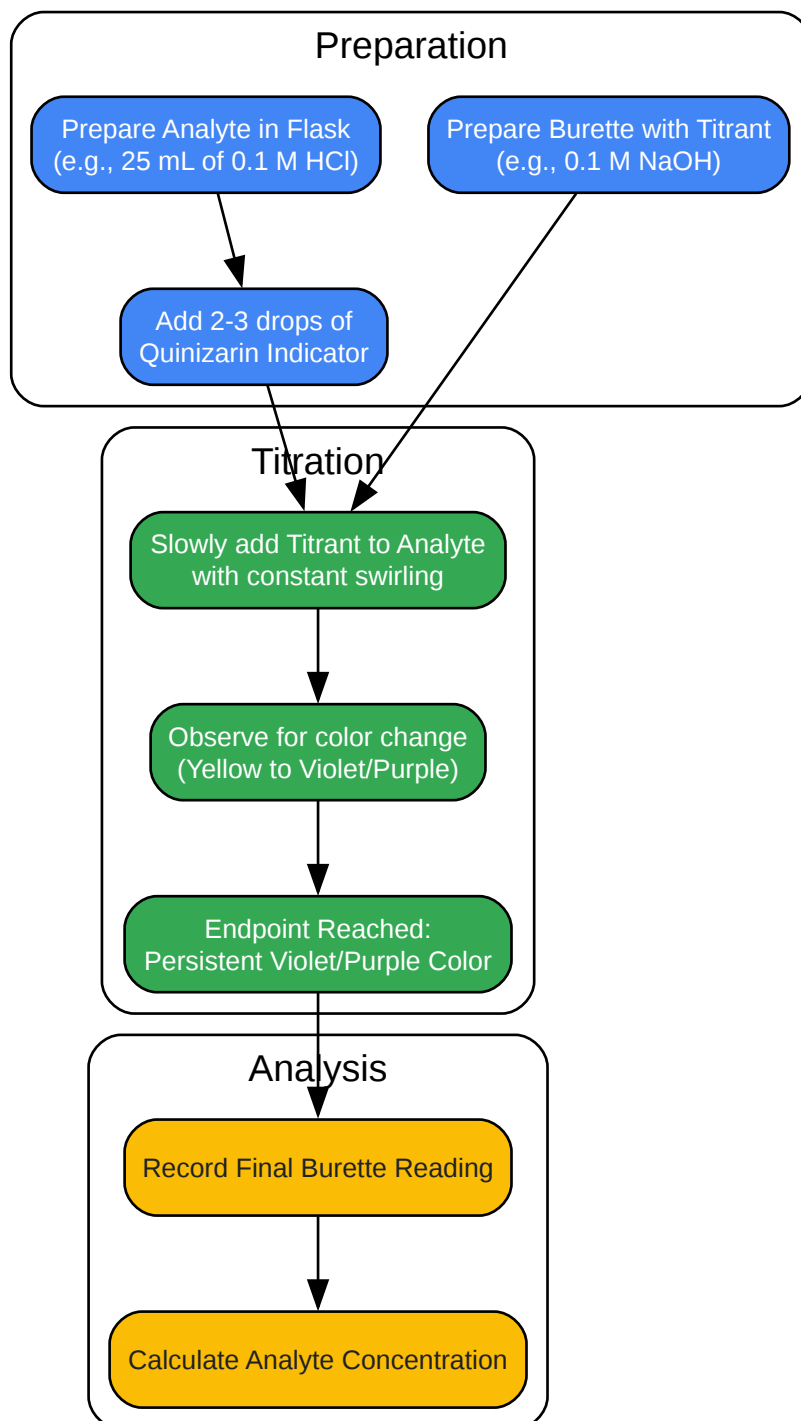 Preparation
Prepare Analyte in Flask
(e.g., 25 mL of 0.1 M HCl)
Prepare Burette with Titrant
(e.g., 0.1 M NaOH)
Add 2-3 drops of
Quinizarin Indicator
Titration
Slowly add Titrant to Analyte
with constant swirling
Observe for color change
(Yellow to Violet/Purple)
Endpoint Reached:
Persistent Violet/Purple Color
Analysis
Record Final Burette Reading
Calculate Analyte Concentration